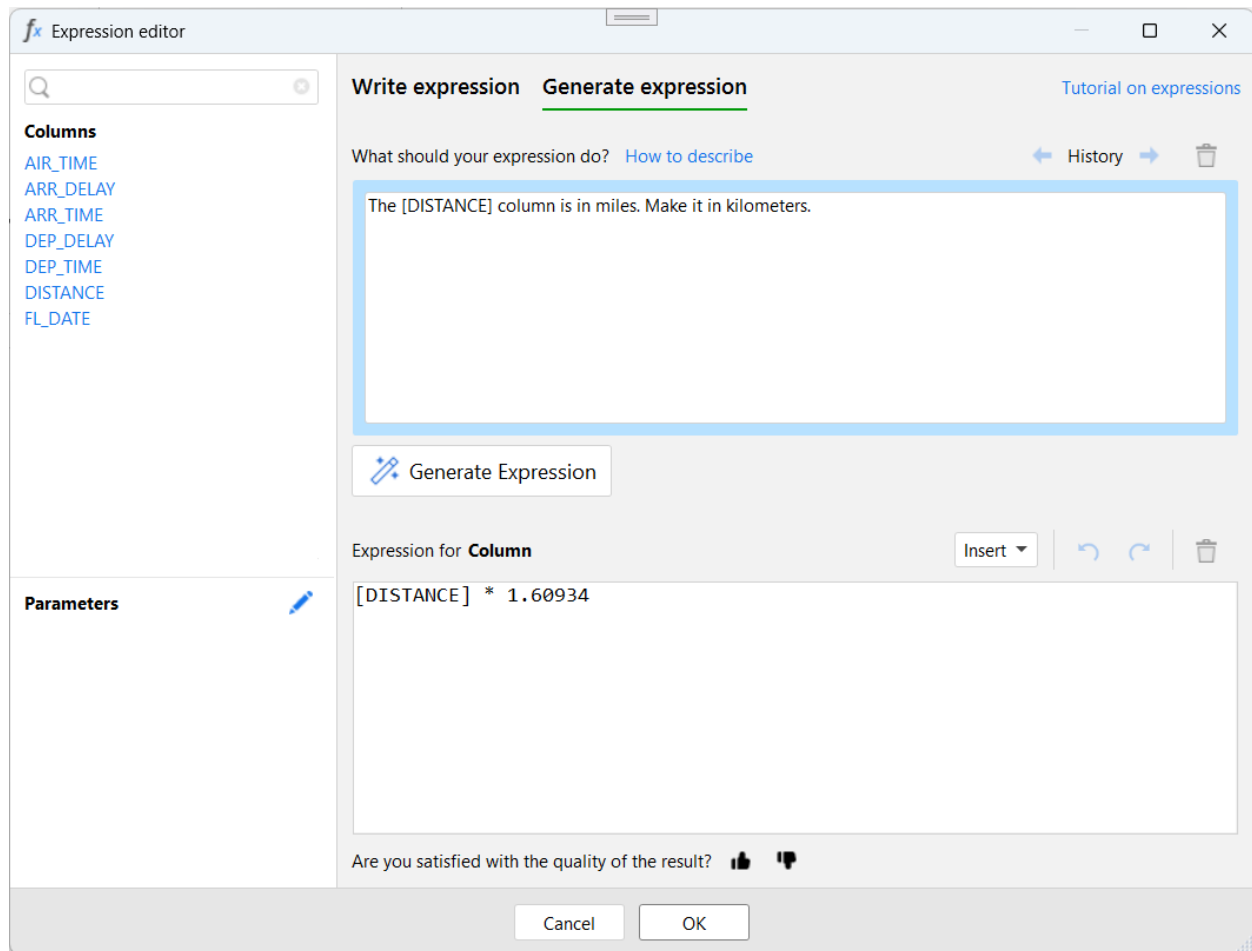 fx Expression editor
Write expression Generate expression Tutorial on expressions
Columns
AIR_TIME
ARR_DELAY
ARR_TIME
DEP_DELAY
DEP_TIME
DISTANCE
FL_DATE
What should your expression do? How to describe History
The [DISTANCE] column is in miles. Make it in kilometers.
Generate Expression
Expression for Column Insert
Parameters
[DISTANCE] * 1.60934
Are you satisfied with the quality of the result?
Cancel OK